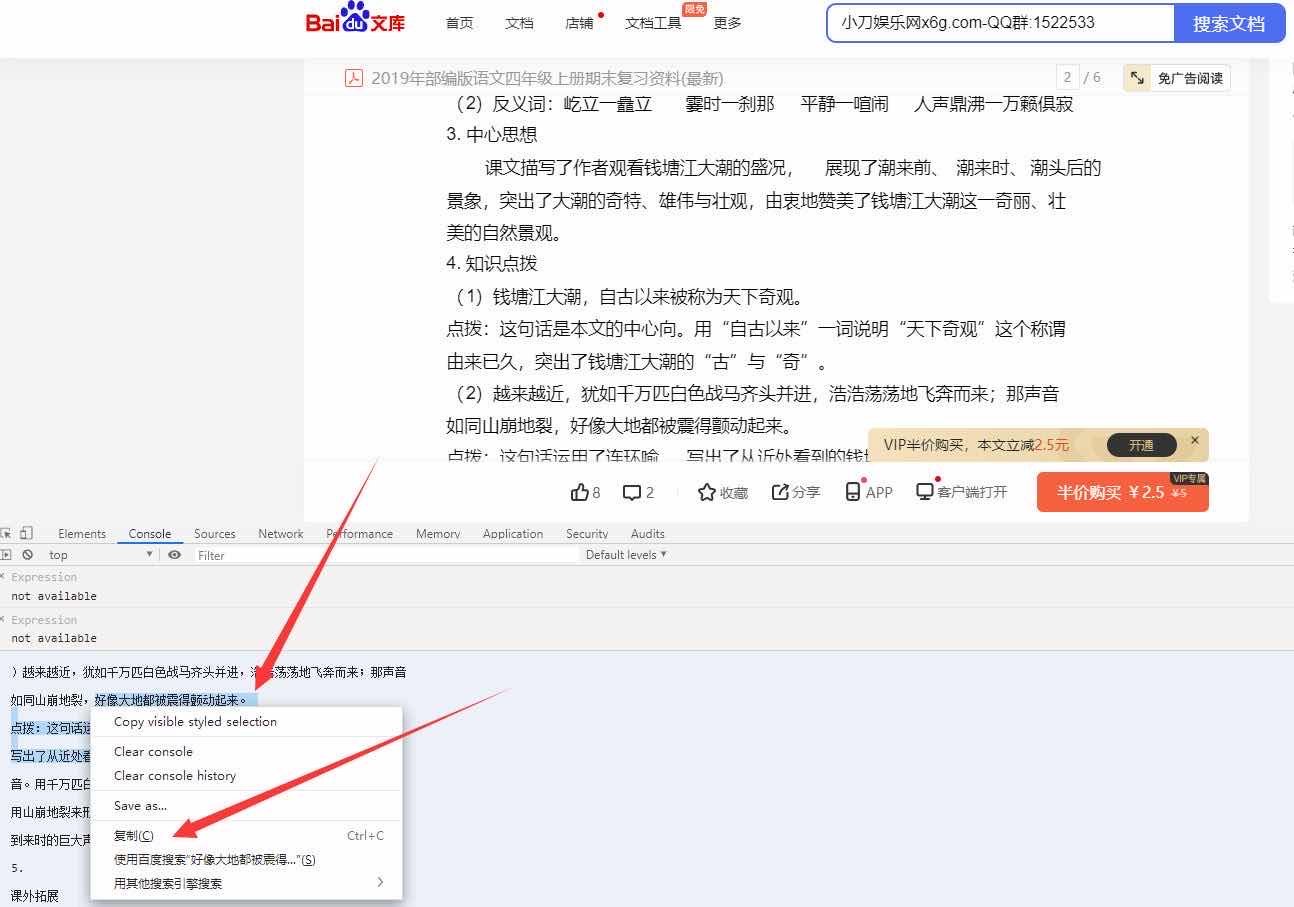 Bai du 文库
首页 文档 店铺 文档工具 限免 更多
小刀娱乐网x6g.com-QQ群:1522533 搜索文档
2019年部编版语文四年级上册期末复习资料(最新) 2 / 6 免广告阅读
（2）反义词：屹立一矗立 霎时一刹那 平静一喧闹 人声鼎沸一万籁俱寂
3. 中心思想
课文描写了作者观看钱塘江大潮的盛况， 展现了潮来前、 潮来时、 潮头后的
景象，突出了大潮的奇特、雄伟与壮观，由衷地赞美了钱塘江大潮这一奇丽、壮
美的自然景观。
4. 知识点拨
（1）钱塘江大潮，自古以来被称为天下奇观。
点拨：这句话是本文的中心向。用“自古以来”一词说明“天下奇观”这个称谓
由来已久，突出了钱塘江大潮的“古”与“奇”。
（2）越来越近，犹如千万匹白色战马齐头并进，浩浩荡荡地飞奔而来；那声音
如同山崩地裂，好像大地都被震得颤动起来。
点拨：这句话运用了连环喻， 写出了从近处看到的钱塘
VIP半价购买，本文立减2.5元 开通 ×
8 2 收藏 分享 APP 客户端打开 半价购买 ¥2.5 ¥5 VIP专属
Elements Console Sources Network Performance Memory Application Security Audits
top ▼ Filter Default levels ▼
× Expression
not available
× Expression
not available
）越来越近，犹如千万匹白色战马齐头并进，浩浩荡荡地飞奔而来；那声音
如同山崩地裂，好像大地都被震得颤动起来。
点拨：这句话运
写出了从近处看
音。用千万匹白
用山崩地裂来形
到来时的巨大声
5.
课外拓展
Copy visible styled selection
Clear console
Clear console history
Save as...
复制(C) Ctrl+C
使用百度搜索“好像大地都被震得...”(S)
用其他搜索引擎搜索